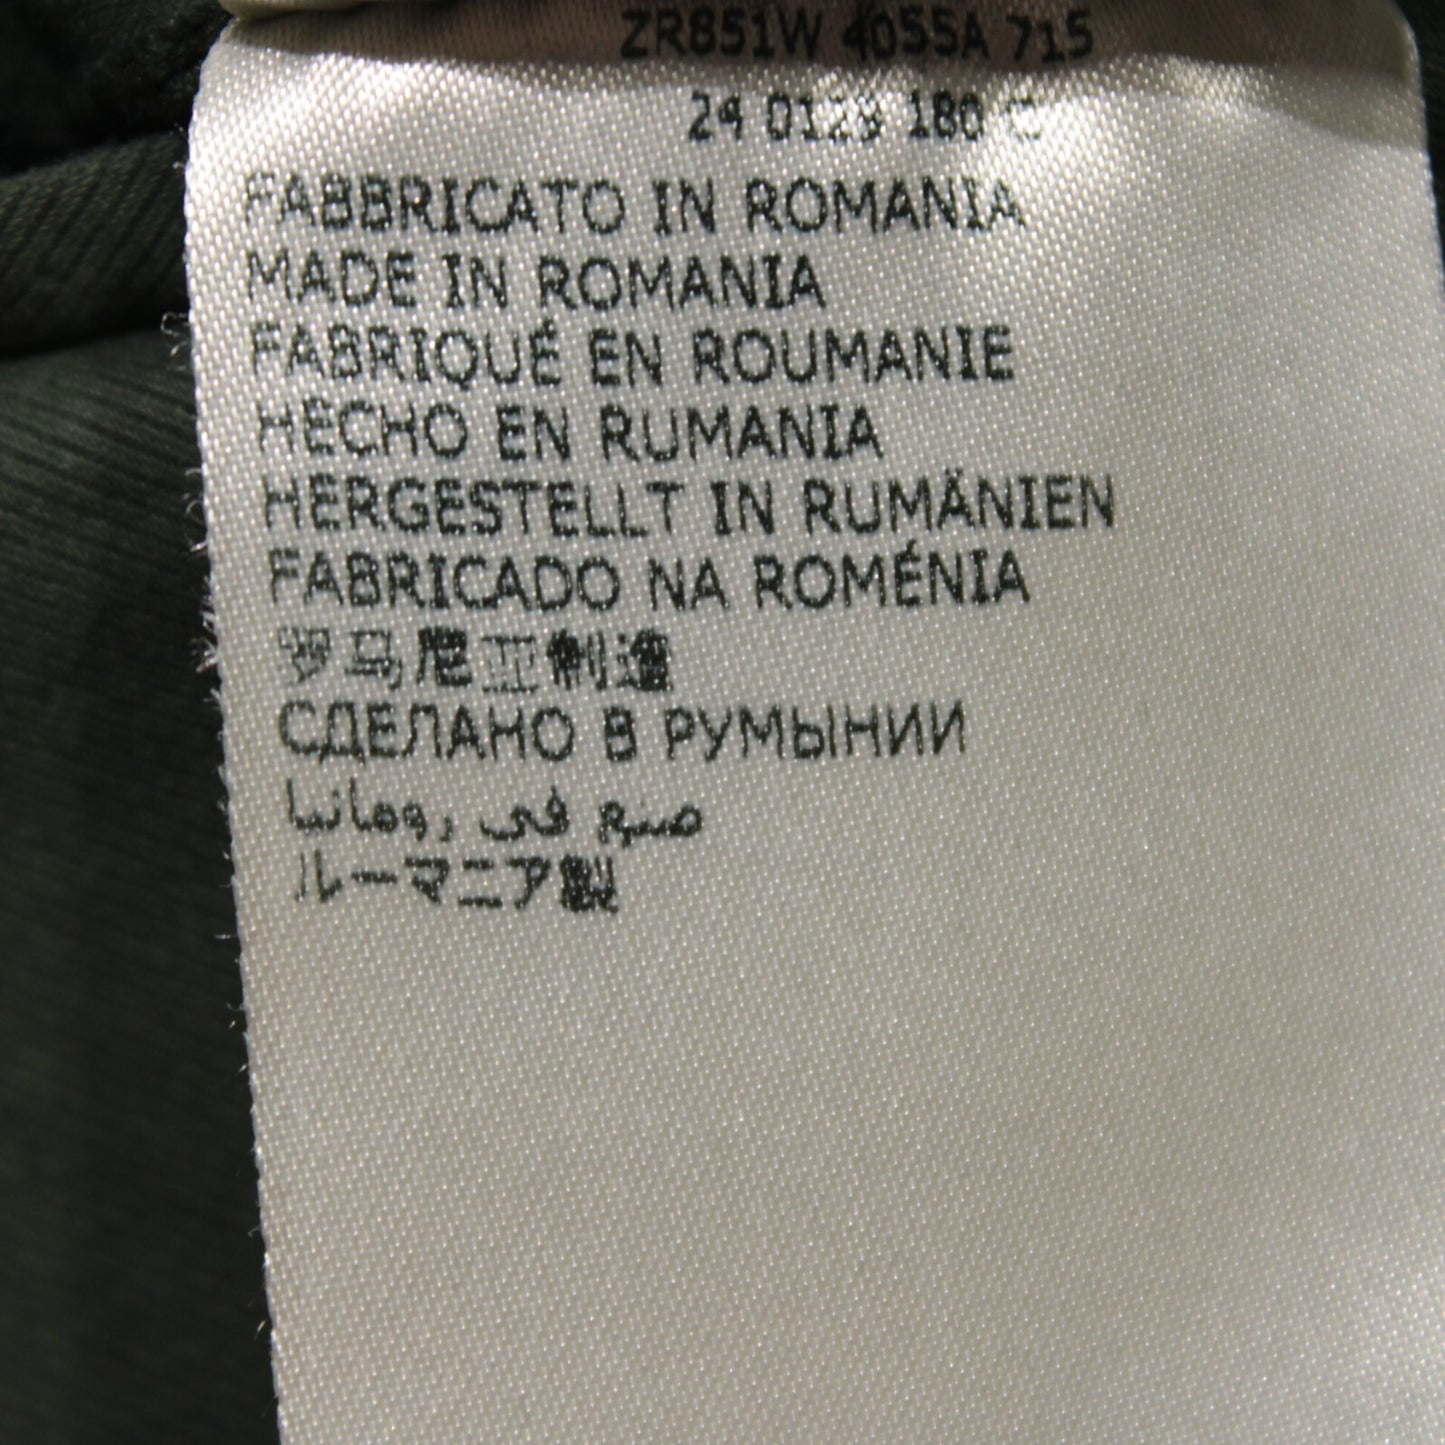 ZR851W 4055A 715
24 0129 180 C
FABBRICATO IN ROMANIA
MADE IN ROMANIA
FABRIQUÉ EN ROUMANIE
HECHO EN RUMANIA
HERGESTELLT IN RUMÄNIEN
FABRICADO NA ROMÉNIA
罗马尼亚制造
СДЕЛАНО В РУМЫНИИ
صنع في رومانيا
ルーマニア製